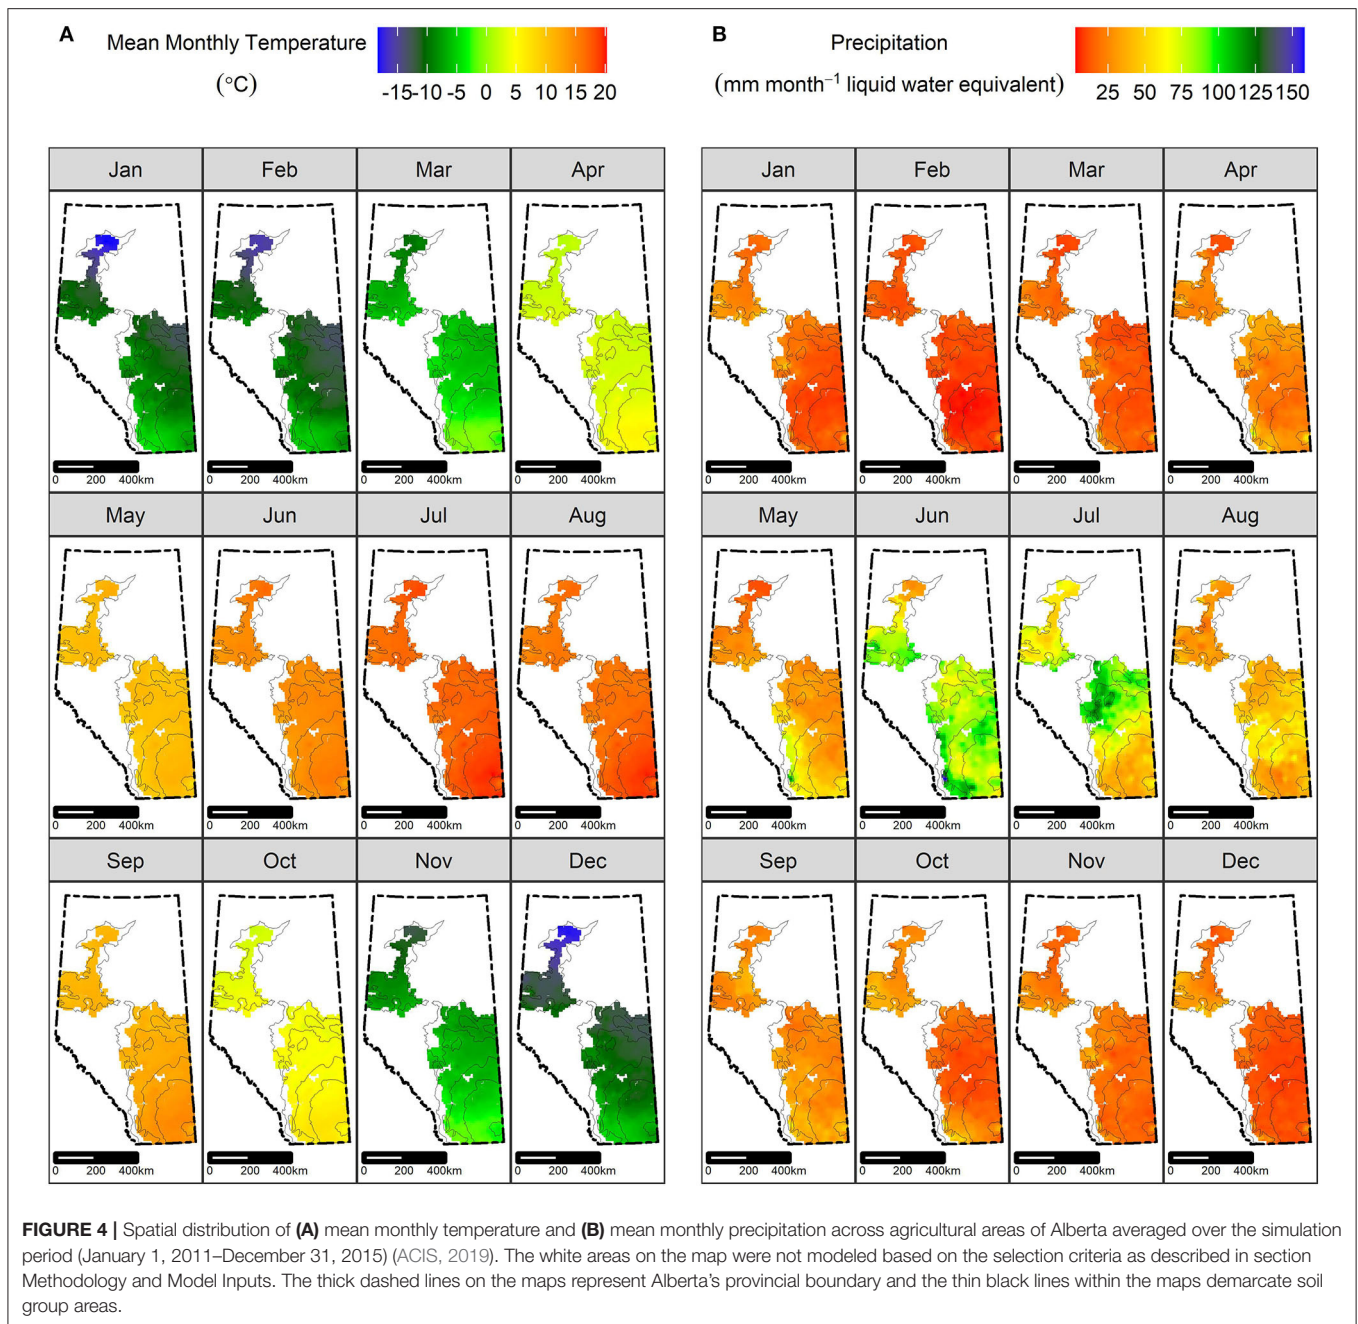 A Mean Monthly Temperature
(°C)
-15 -10 -5 0 5 10 15 20
B Precipitation
(mm month⁻¹ liquid water equivalent)
25 50 75 100 125 150
Jan Feb Mar Apr
0 200 400km 0 200 400km 0 200 400km 0 200 400km
May Jun Jul Aug
0 200 400km 0 200 400km 0 200 400km 0 200 400km
Sep Oct Nov Dec
0 200 400km 0 200 400km 0 200 400km 0 200 400km
Jan Feb Mar Apr
0 200 400km 0 200 400km 0 200 400km 0 200 400km
May Jun Jul Aug
0 200 400km 0 200 400km 0 200 400km 0 200 400km
Sep Oct Nov Dec
0 200 400km 0 200 400km 0 200 400km 0 200 400km
FIGURE 4 | Spatial distribution of (A) mean monthly temperature and (B) mean monthly precipitation across agricultural areas of Alberta averaged over the simulation
period (January 1, 2011–December 31, 2015) (ACIS, 2019). The white areas on the map were not modeled based on the selection criteria as described in section
Methodology and Model Inputs. The thick dashed lines on the maps represent Alberta's provincial boundary and the thin black lines within the maps demarcate soil
group areas.